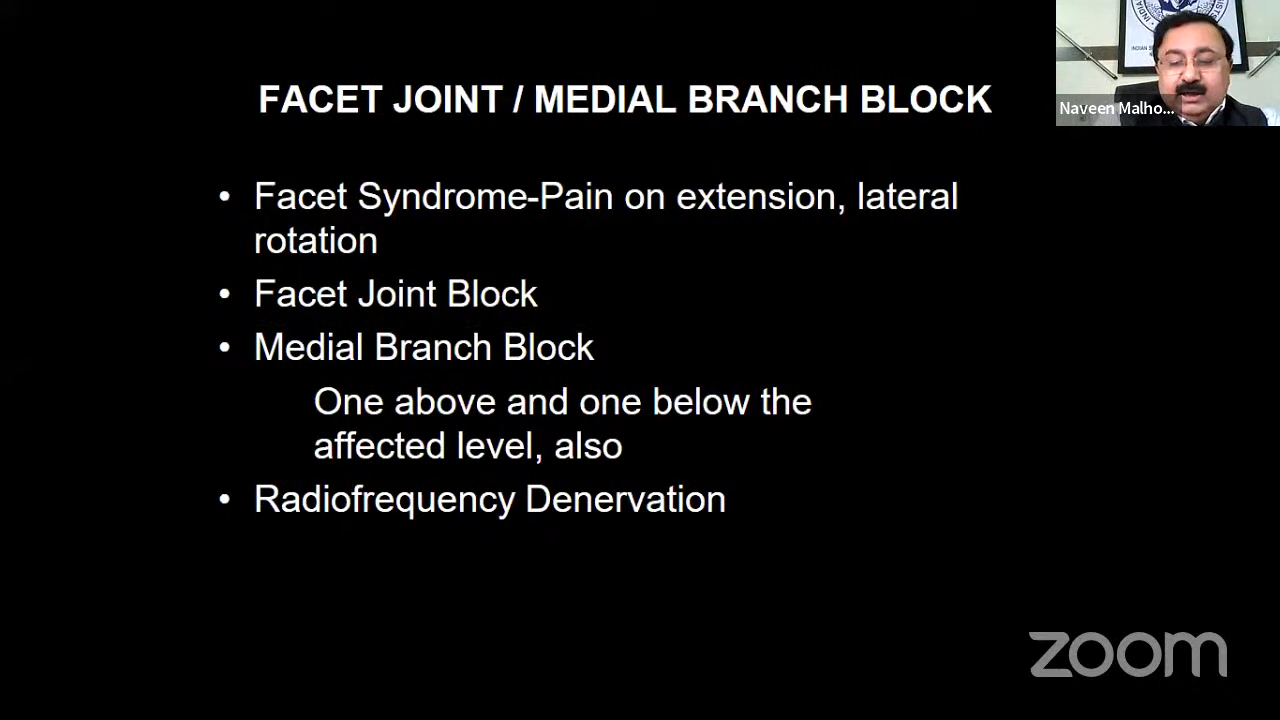 FACET JOINT / MEDIAL BRANCH BLOCK
Naveen Malho...
• Facet Syndrome-Pain on extension, lateral
rotation
• Facet Joint Block
• Medial Branch Block
One above and one below the
affected level, also
• Radiofrequency Denervation
zoom